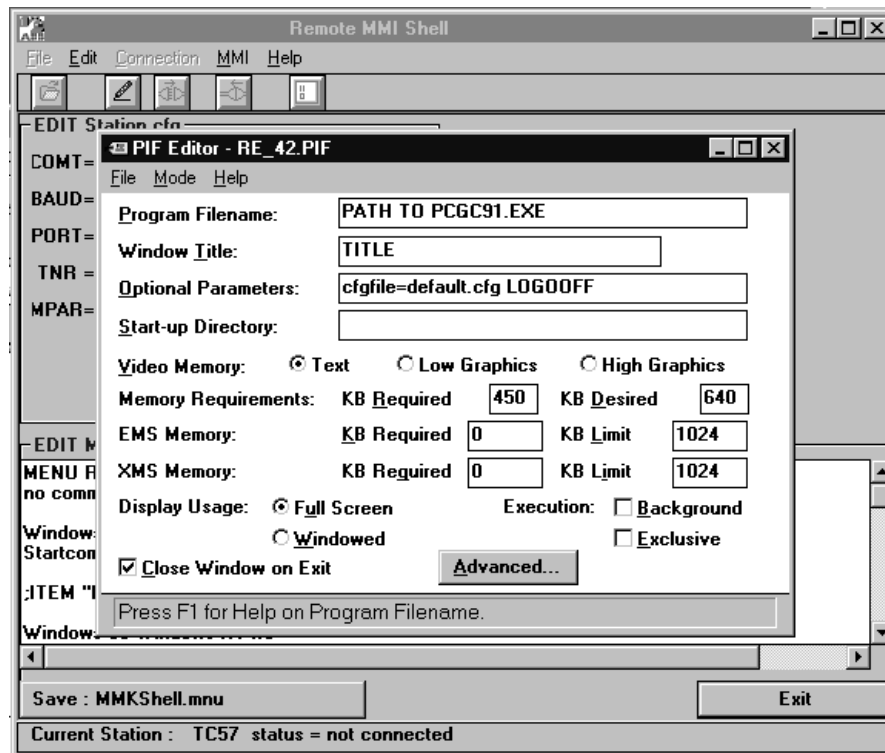 Remote MMI Shell
File Edit Connection MMI Help
EDIT Station.cfg
PIF Editor - RE_42.PIF
File Mode Help
COMT=
BAUD=
PORT=
TNR =
MPAR=
Program Filename: PATH TO PCGC91.EXE
Window Title: TITLE
Optional Parameters: cfgfile=default.cfg LOGOOFF
Start-up Directory:
Video Memory: Text Low Graphics High Graphics
Memory Requirements: KB Required 450 KB Desired 640
EMS Memory: KB Required 0 KB Limit 1024
XMS Memory: KB Required 0 KB Limit 1024
Display Usage: Full Screen Execution: Background
Windowed Exclusive
Close Window on Exit Advanced...
Press F1 for Help on Program Filename.
EDIT M
MENU R
no comm
Window
Startcom
;ITEM "
Window
Save : MMKShell.mnu Exit
Current Station : TC57 status = not connected